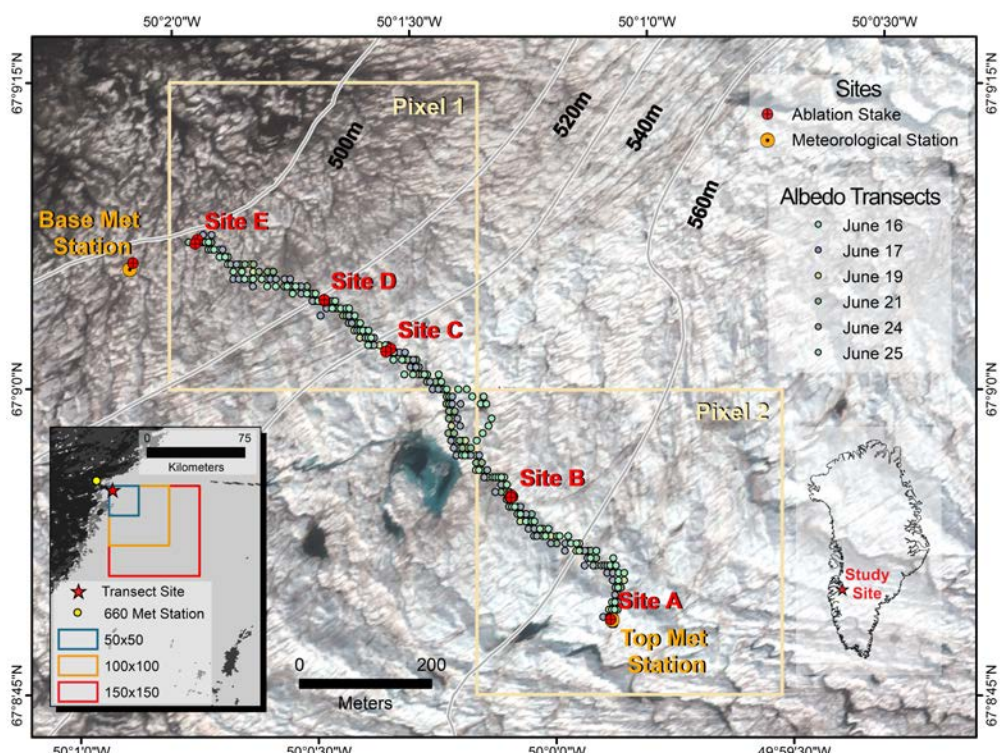 50°2'0"W
50°1'30"W
50°1'0"W
50°0'30"W
67°9'15"N
67°9'15"N
Pixel 1
500m
520m
540m
560m
Sites
Ablation Stake
Meteorological Station
Albedo Transects
June 16
June 17
June 19
June 21
June 24
June 25
Base Met
Station
Site E
Site D
Site C
67°9'0"N
67°9'0"N
Pixel 2
Site B
Site A
Top Met
Station
0 75
Kilometers
Transect Site
660 Met Station
50x50
100x100
150x150
0 200
Meters
Study
Site
67°8'45"N
67°8'45"N
50°1'0"W
50°0'30"W
50°0'0"W
49°59'30"W